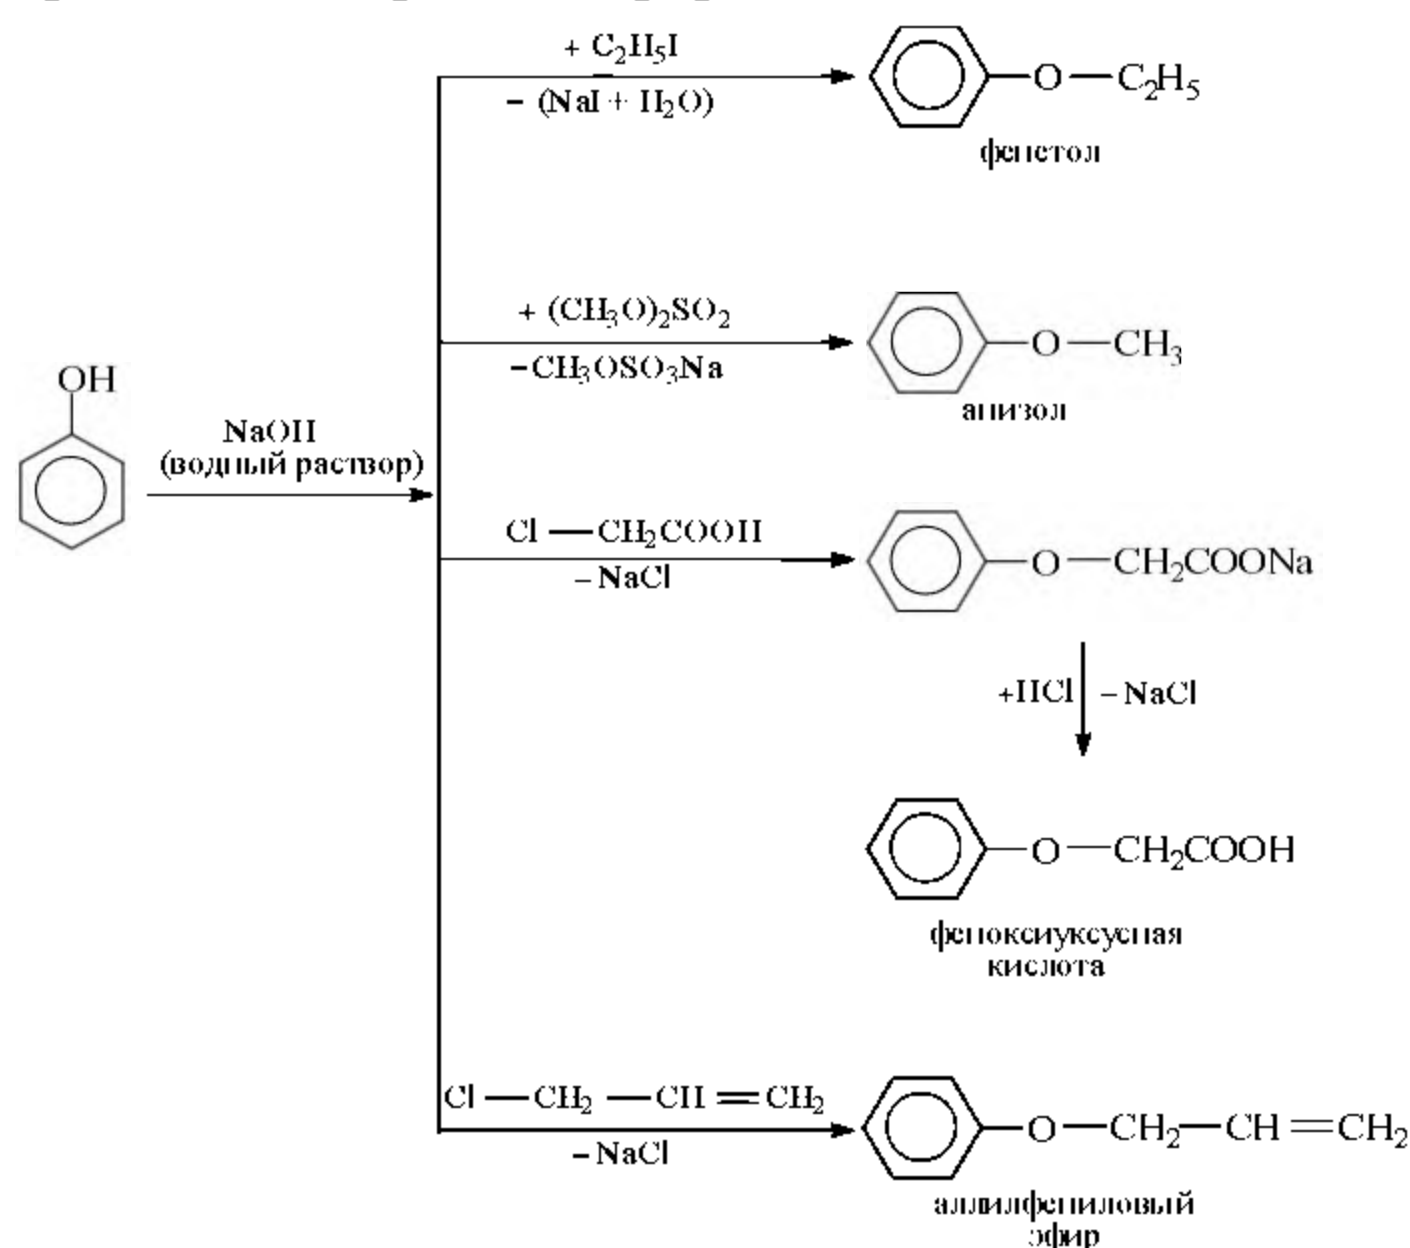 + C₂H₅I
– (NaI + H₂O)
O — C₂H₅
фенетол
+ (CH₃O)₂SO₂
–CH₃OSO₃Na
O — CH₃
анизол
OH
NaOH
(водный раствор)
Cl — CH₂COOH
– NaCl
O — CH₂COONa
+HCl – NaCl
O — CH₂COOH
феноксиуксусная
кислота
Cl — CH₂ — CH = CH₂
– NaCl
O — CH₂ — CH = CH₂
аллилфениловый
эфир